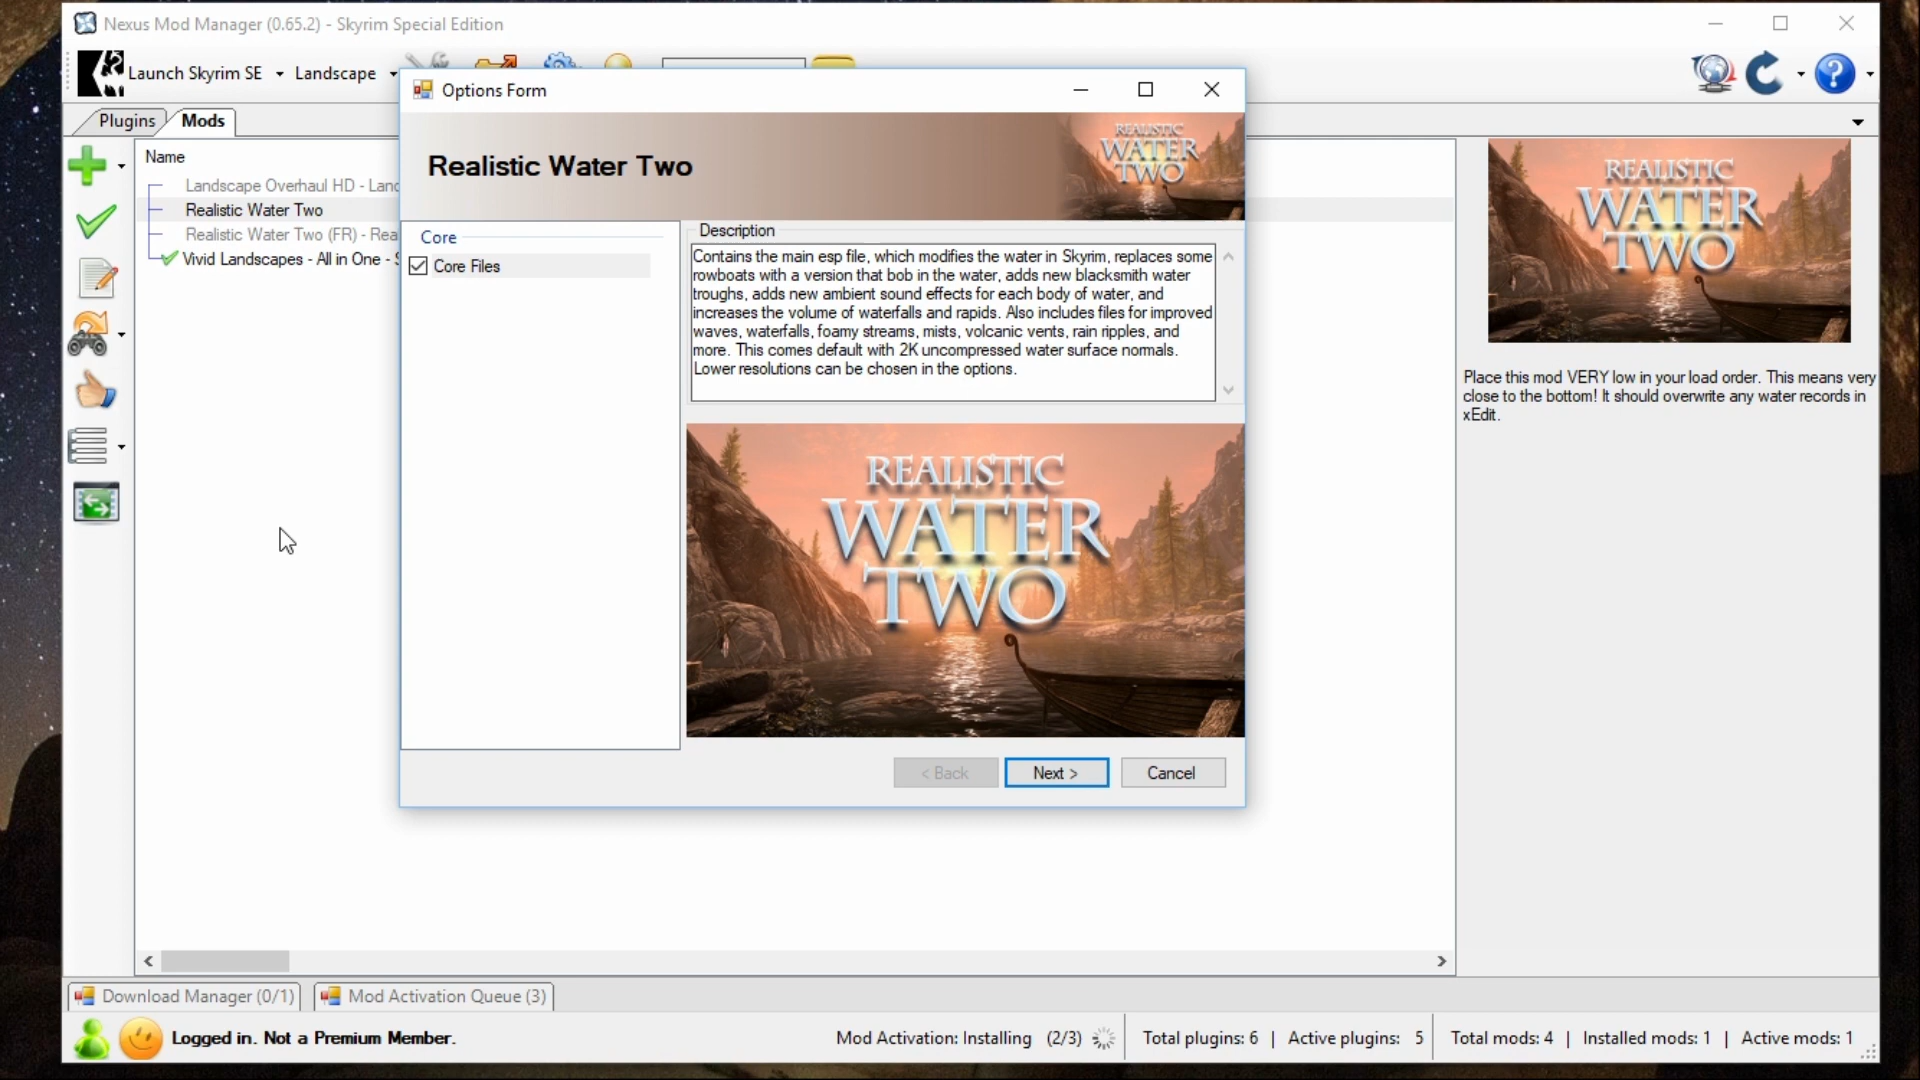 Nexus Mod Manager (0.65.2) - Skyrim Special Edition
Launch Skyrim SE
Landscape
Options Form
Plugins
Mods
Realistic Water Two
REALISTIC
WATER
TWO
Name
Landscape Overhaul HD - Land
Realistic Water Two
Realistic Water Two (FR) - Rea
Vivid Landscapes - All in One - S
Core
Core Files
Description
Contains the main esp file, which modifies the water in Skyrim, replaces some
rowboats with a version that bob in the water, adds new blacksmith water
troughs, adds new ambient sound effects for each body of water, and
increases the volume of waterfalls and rapids. Also includes files for improved
waves, waterfalls, foamy streams, mists, volcanic vents, rain ripples, and
more. This comes default with 2K uncompressed water surface normals.
Lower resolutions can be chosen in the options.
REALISTIC
WATER
TWO
< Back
Next >
Cancel
REALISTIC
WATER
TWO
Place this mod VERY low in your load order. This means very
close to the bottom! It should overwrite any water records in
xEdit.
Download Manager (0/1)
Mod Activation Queue (3)
Logged in. Not a Premium Member.
Mod Activation: Installing (2/3)
Total plugins: 6 | Active plugins: 5
Total mods: 4 | Installed mods: 1 | Active mods: 1